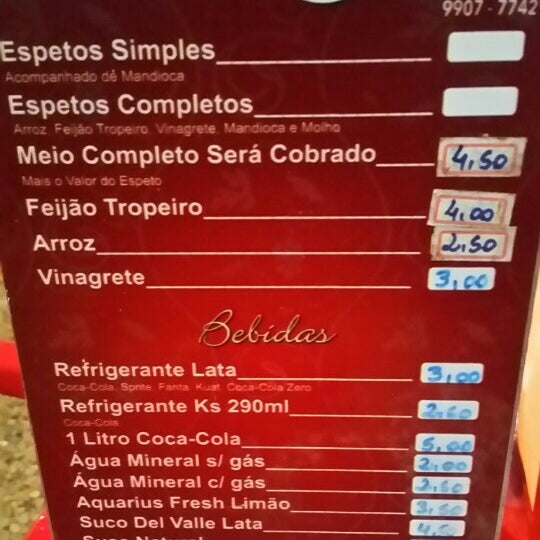 9907 - 7742
Espetos Simples
Acompanhado de Mandioca
Espetos Completos
Arroz, Feijão Tropeiro, Vinagrete, Mandioca e Molho
Meio Completo Será Cobrado 4,50
Mais o Valor do Espeto
Feijão Tropeiro 4,00
Arroz 2,50
Vinagrete 3,00
Bebidas
Refrigerante Lata 3,00
Coca-Cola, Sprite, Fanta, Kuat, Coca-Cola Zero
Refrigerante Ks 290ml 2,50
Coca-Cola
1 Litro Coca-Cola 5,00
Água Mineral s/ gás 2,00
Água Mineral c/ gás 2,50
Aquarius Fresh Limão 3,50
Suco Del Valle Lata